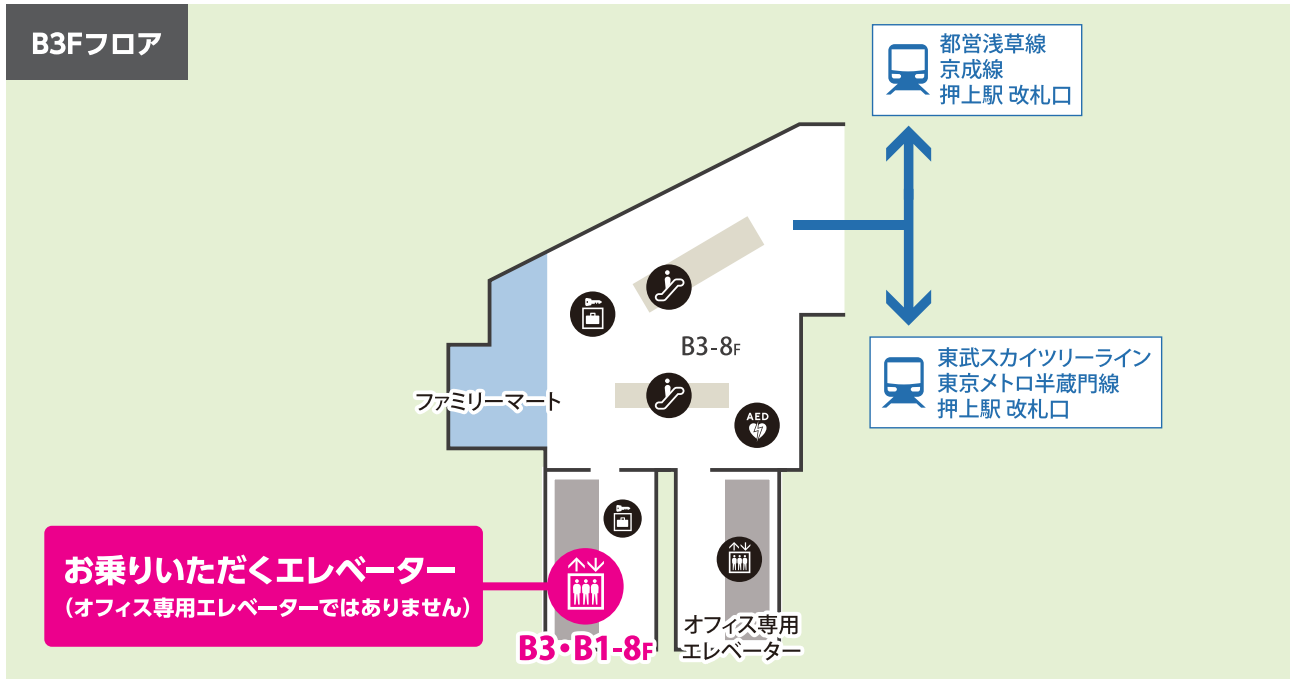 B3Fフロア
都営浅草線
京成線
押上駅 改札口
B3-8F
東武スカイツリーライン
東京メトロ半蔵門線
押上駅 改札口
ファミリーマート
AED
お乗りいただくエレベーター
（オフィス専用エレベーターではありません）
B3・B1-8F
オフィス専用
エレベーター